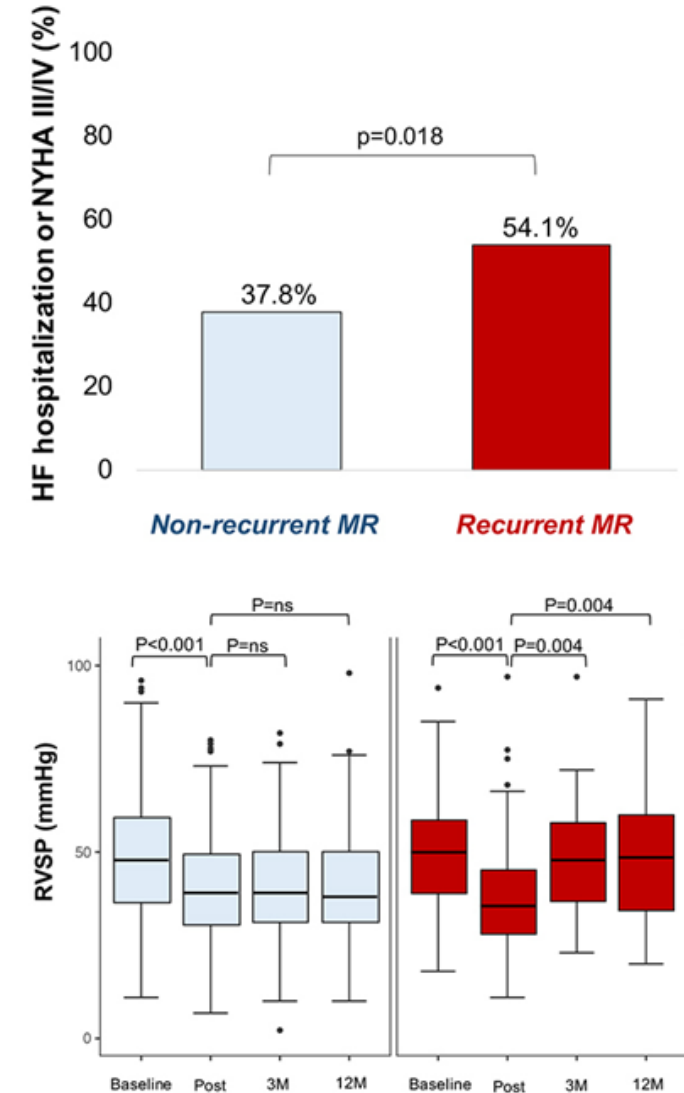 HF hospitalization or NYHA III/IV (%)
100
80
60
40
20
0
p=0.018
37.8%
54.1%
Non-recurrent MR
Recurrent MR
P=ns
P<0.001
P=ns
P=0.004
P<0.001
P=0.004
RVSP (mmHg)
100
50
0
Baseline Post 3M 12M
Baseline Post 3M 12M